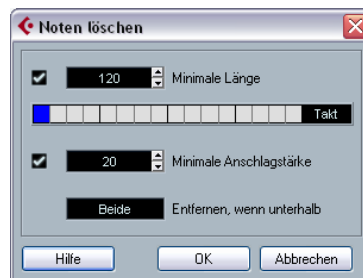 Noten löschen
120 Minimale Länge
Takt
20 Minimale Anschlagstärke
Beide Entfernen, wenn unterhalb
Hilfe OK Abbrechen